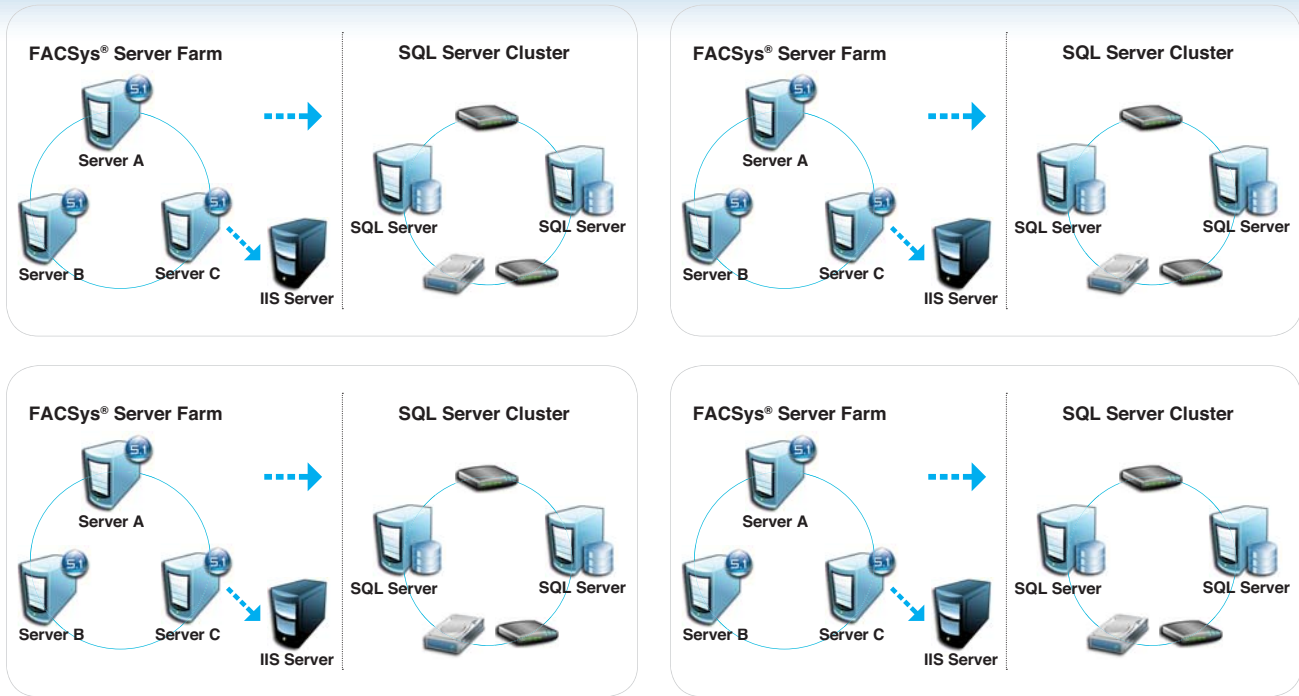 FACSys® Server Farm
SQL Server Cluster
5.1
Server A
5.1
5.1
SQL Server
SQL Server
Server B
Server C
IIS Server
FACSys® Server Farm
SQL Server Cluster
5.1
Server A
5.1
5.1
SQL Server
SQL Server
Server B
Server C
IIS Server
FACSys® Server Farm
SQL Server Cluster
5.1
Server A
5.1
5.1
SQL Server
SQL Server
Server B
Server C
IIS Server
FACSys® Server Farm
SQL Server Cluster
5.1
Server A
5.1
5.1
SQL Server
SQL Server
Server B
Server C
IIS Server